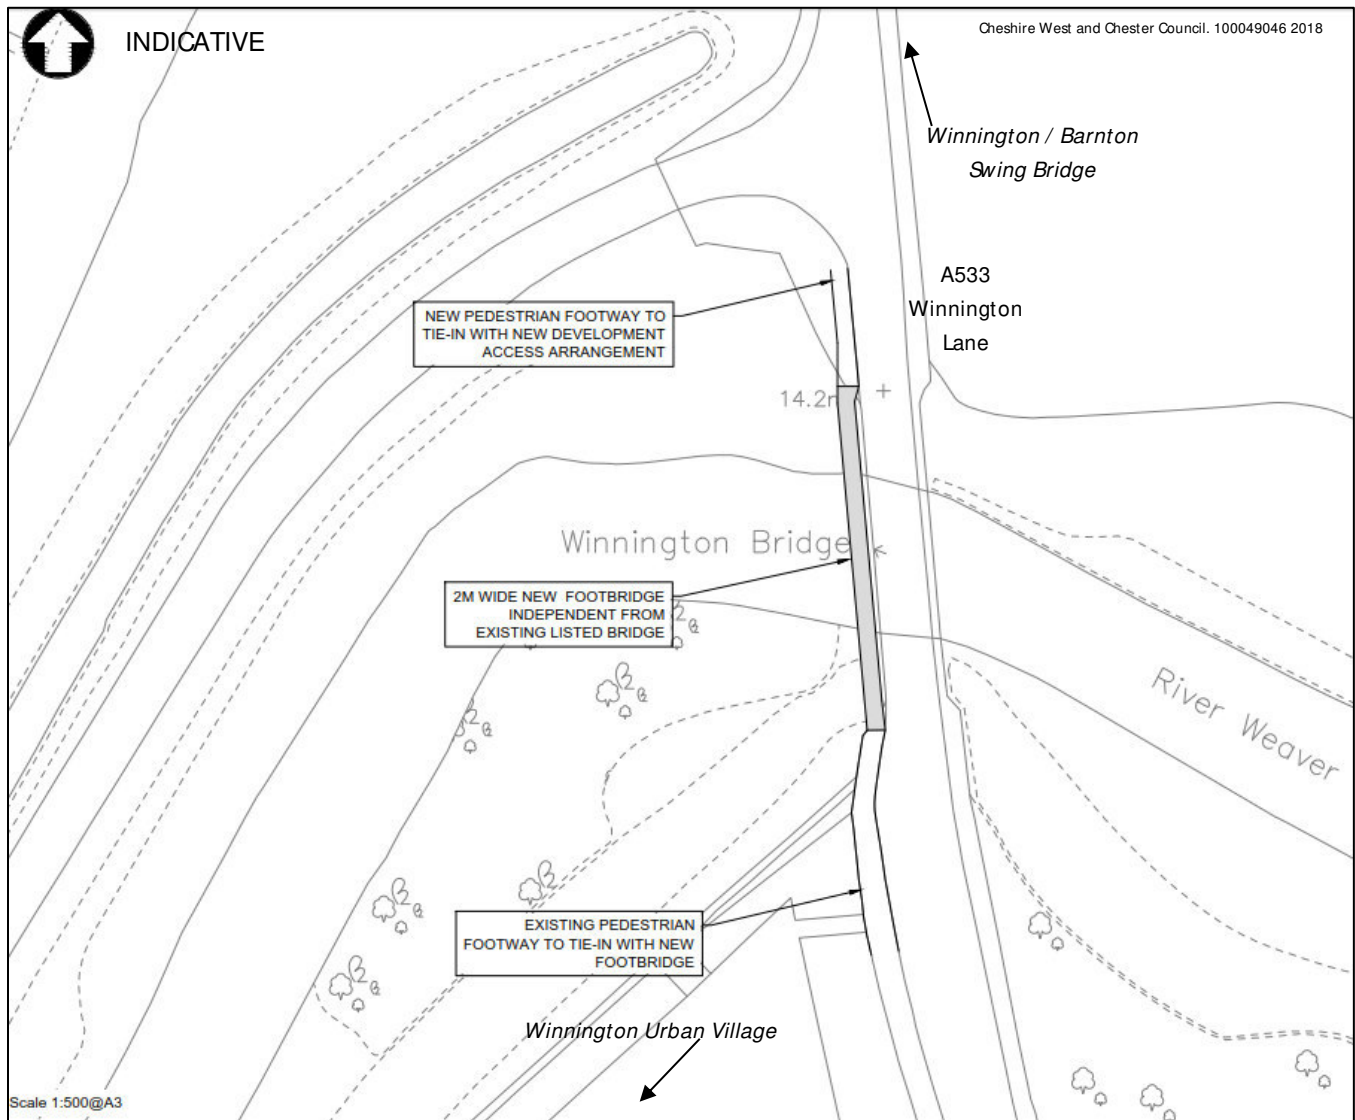 INDICATIVE
Cheshire West and Chester Council. 100049046 2018
Winnington / Barnton
Swing Bridge
A533
Winnington
Lane
NEW PEDESTRIAN FOOTWAY TO
TIE-IN WITH NEW DEVELOPMENT
ACCESS ARRANGEMENT
14.2m
Winnington Bridge
2M WIDE NEW FOOTBRIDGE
INDEPENDENT FROM
EXISTING LISTED BRIDGE
River Weaver
EXISTING PEDESTRIAN
FOOTWAY TO TIE-IN WITH NEW
FOOTBRIDGE
Winnington Urban Village
Scale 1:500@A3